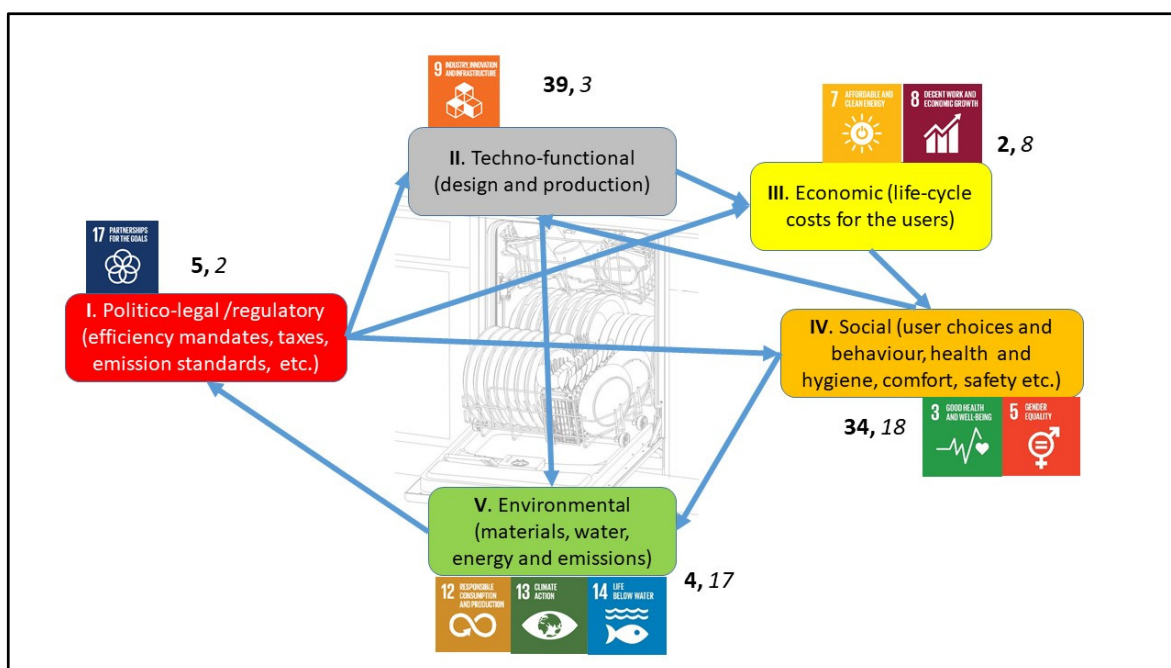 9 INDUSTRY, INNOVATION
AND INFRASTRUCTURE
39, 3
II. Techno-functional
(design and production)
7 AFFORDABLE AND
CLEAN ENERGY
8 DECENT WORK AND
ECONOMIC GROWTH
2, 8
III. Economic (life-cycle
costs for the users)
17 PARTNERSHIPS
FOR THE GOALS
5, 2
I. Politico-legal /regulatory
(efficiency mandates, taxes,
emission standards, etc.)
IV. Social (user choices and
behaviour, health and
hygiene, comfort, safety etc.)
34, 18
3 GOOD HEALTH
AND WELL-BEING
5 GENDER
EQUALITY
V. Environmental
(materials, water,
energy and emissions)
4, 17
12 RESPONSIBLE
CONSUMPTION
AND PRODUCTION
13 CLIMATE
ACTION
14 LIFE
BELOW WATER